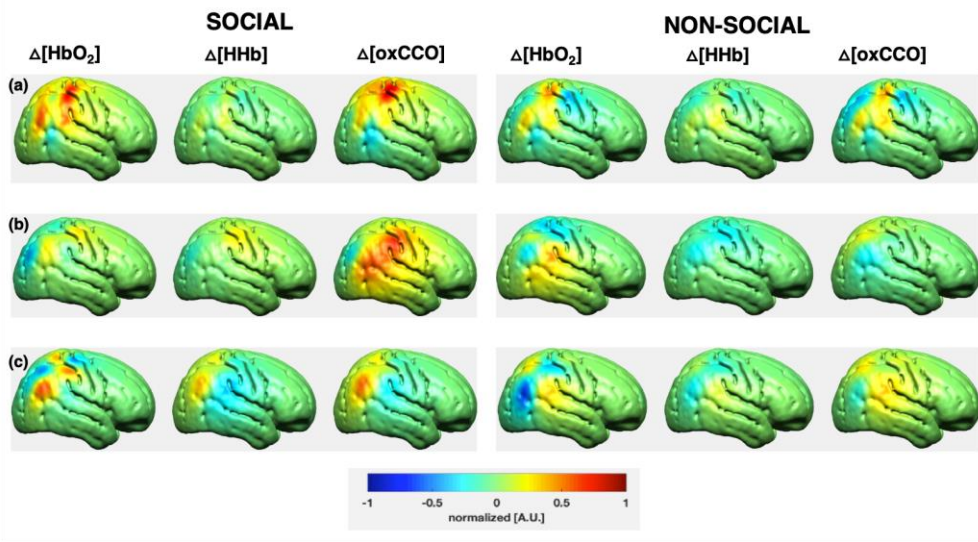 SOCIAL NON-SOCIAL
△[HbO₂] △[HHb] △[oxCCO] △[HbO₂] △[HHb] △[oxCCO]
(a)
(b)
(c)
-1 -0.5 0 0.5 1
normalized [A.U.]